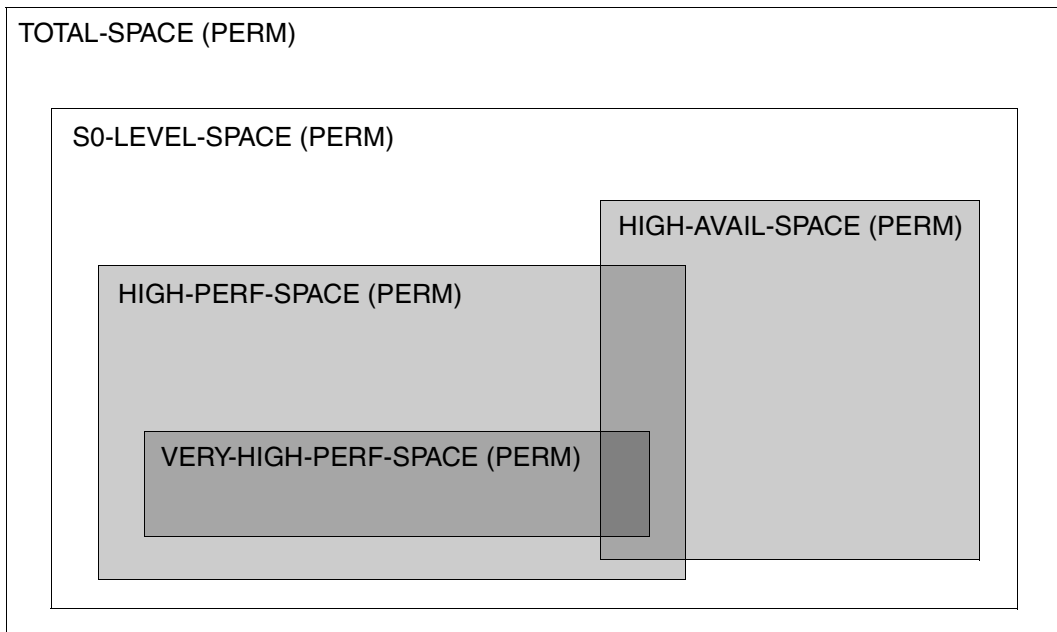 TOTAL-SPACE (PERM)
S0-LEVEL-SPACE (PERM)
HIGH-AVAIL-SPACE (PERM)
HIGH-PERF-SPACE (PERM)
VERY-HIGH-PERF-SPACE (PERM)